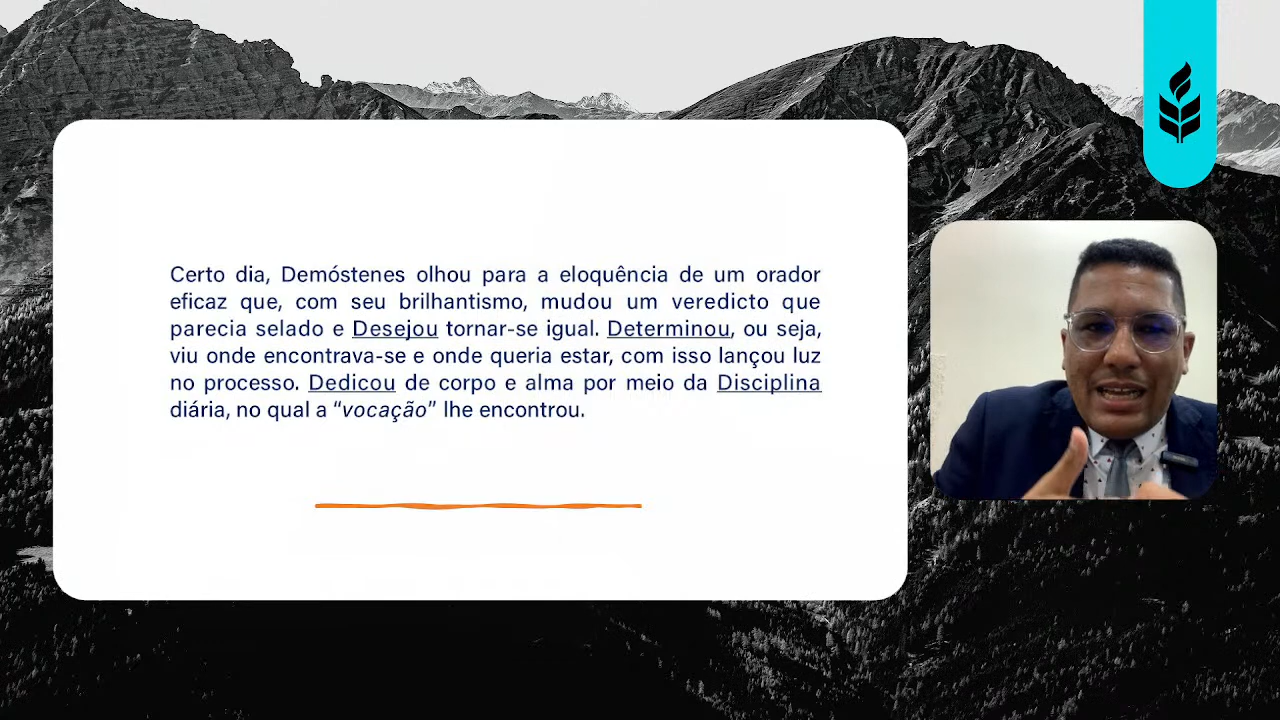 Certo dia, Demóstenes olhou para a eloquência de um orador
eficaz que, com seu brilhantismo, mudou um veredicto que
parecia selado e Desejou tornar-se igual. Determinou, ou seja,
viu onde encontrava-se e onde queria estar, com isso lançou luz
no processo. Dedicou de corpo e alma por meio da Disciplina
diária, no qual a “vocação” lhe encontrou.